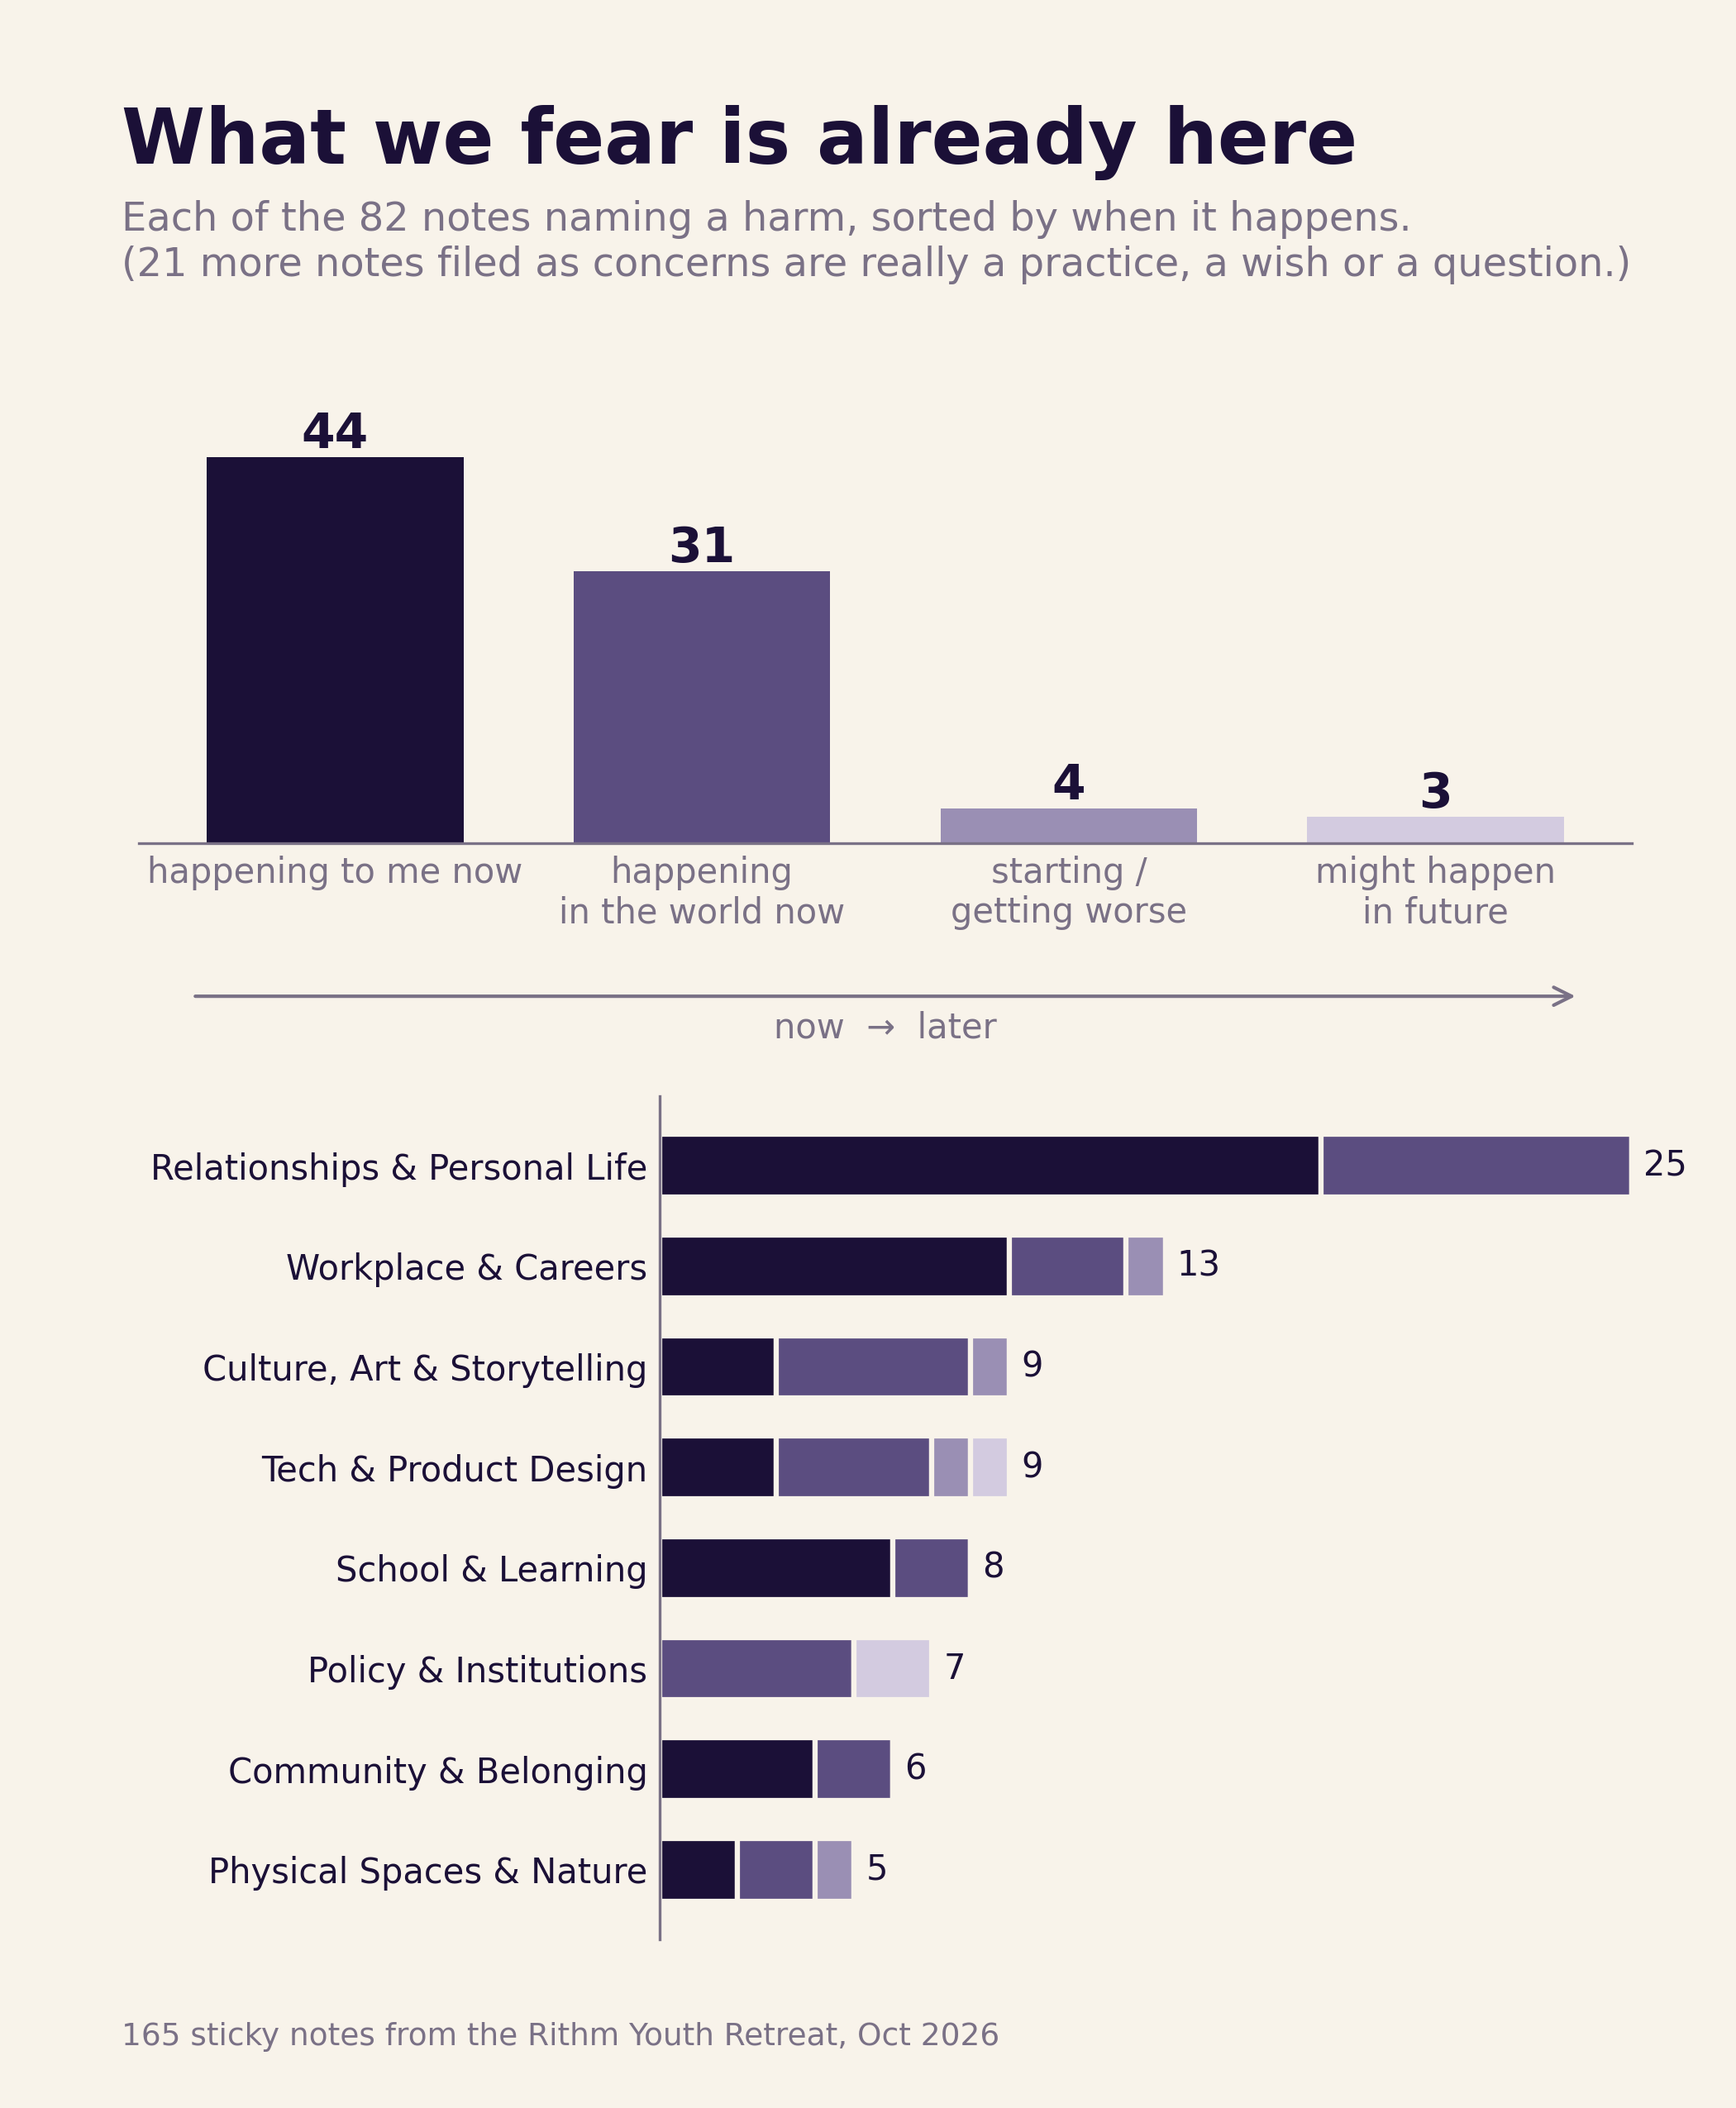 What we fear is already here
Each of the 82 notes naming a harm, sorted by when it happens.
(21 more notes filed as concerns are really a practice, a wish or a question.)
44
31
4
3
happening to me now
happening
in the world now
starting /
getting worse
might happen
in future
now → later
Relationships & Personal Life 25
Workplace & Careers 13
Culture, Art & Storytelling 9
Tech & Product Design 9
School & Learning 8
Policy & Institutions 7
Community & Belonging 6
Physical Spaces & Nature 5
165 sticky notes from the Rithm Youth Retreat, Oct 2026